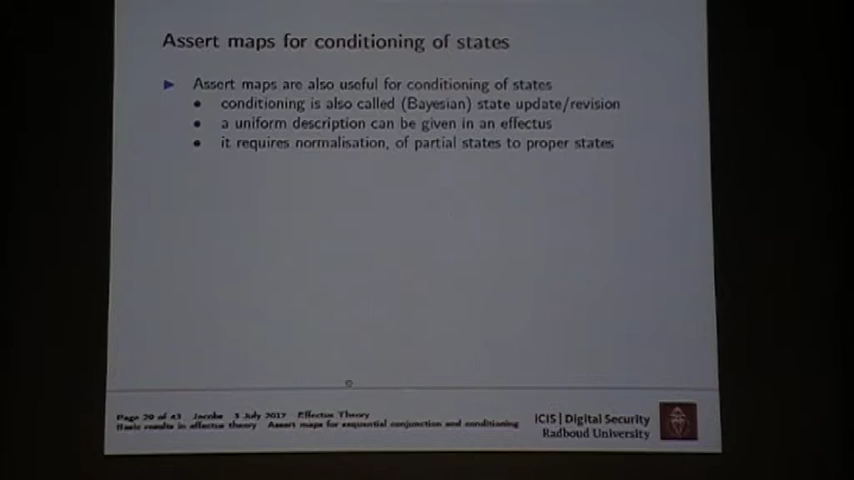 Assert maps for conditioning of states
Assert maps are also useful for conditioning of states
• conditioning is also called (Bayesian) state update/revision
• a uniform description can be given in an effectus
• it requires normalisation, of partial states to proper states
Page 20 of 43 Jacobs 3 July 2017 Effectus Theory
Basic results in effectus theory Assert maps for sequential conjunction and conditioning
iCIS | Digital Security
Radboud University